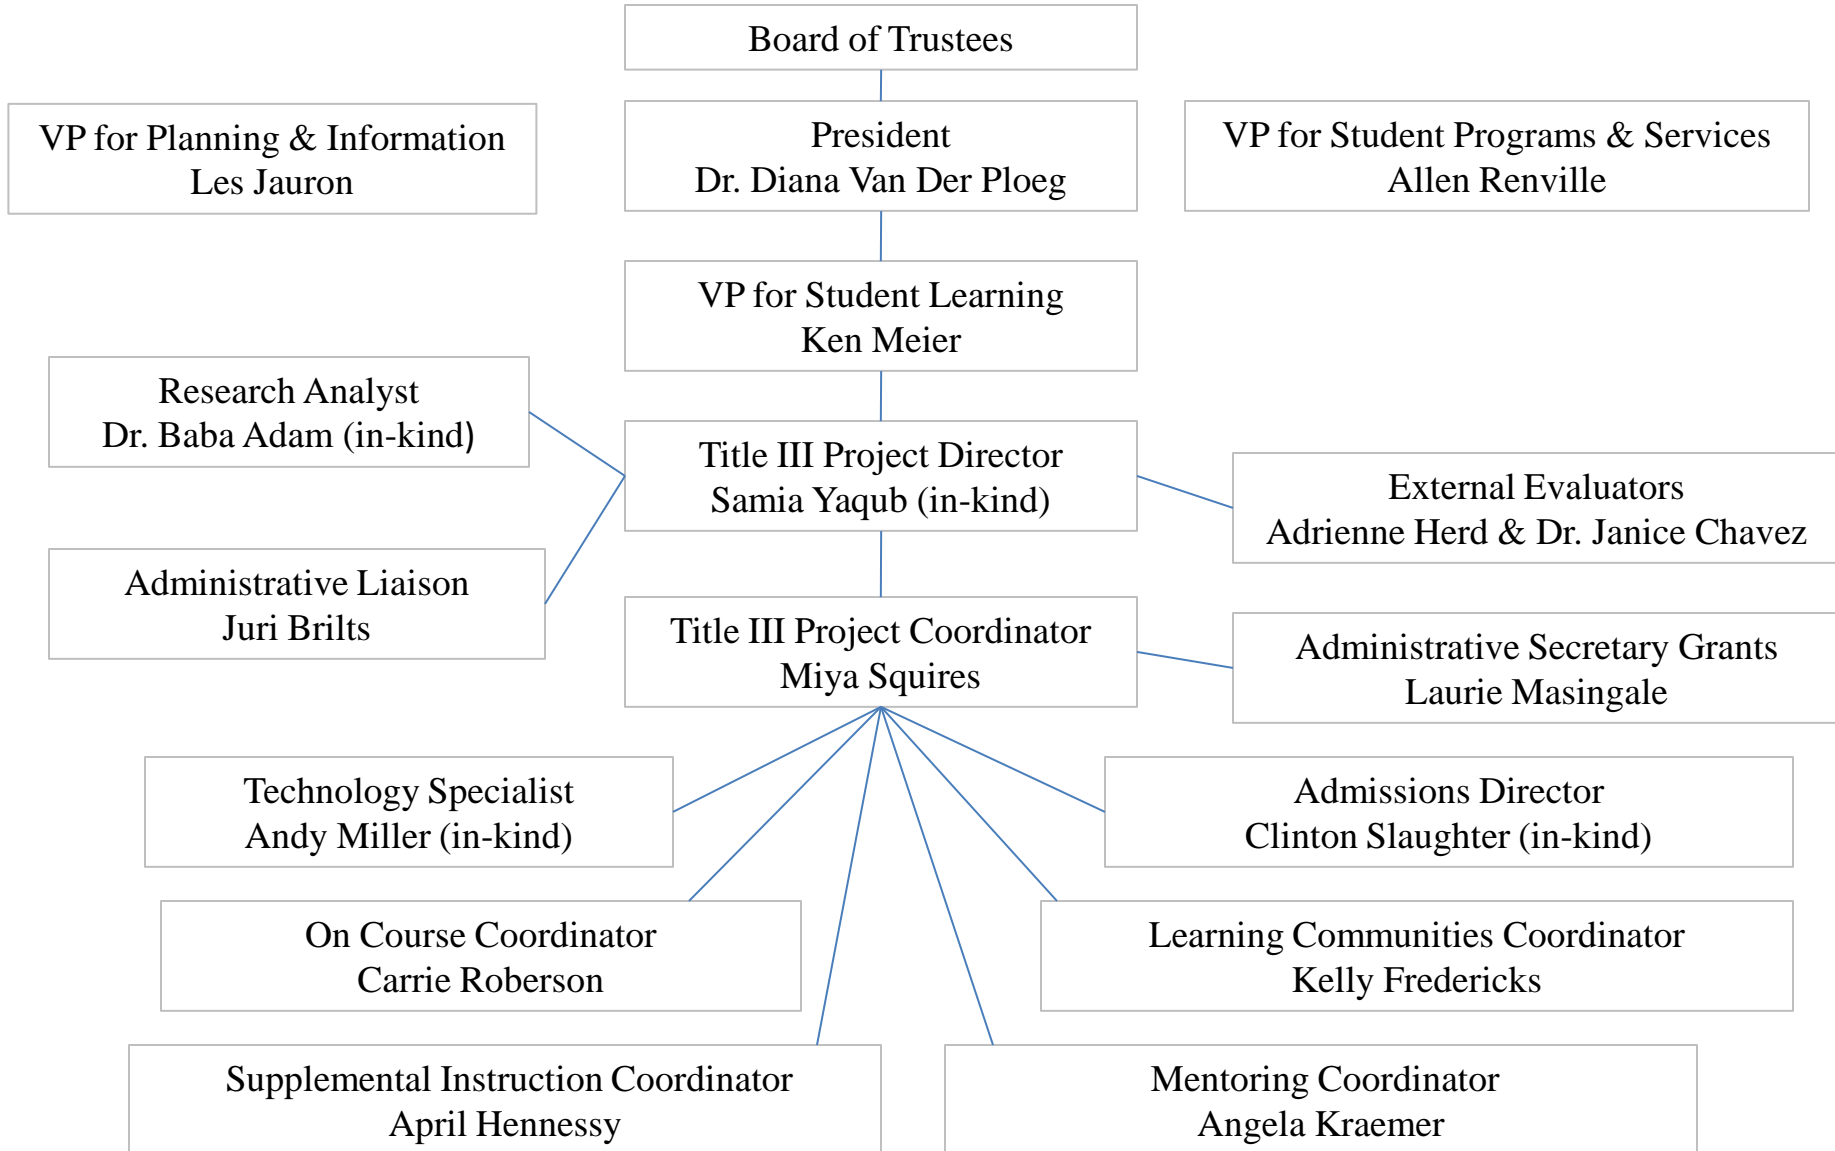 Board of Trustees
VP for Planning & Information
Les Jauron
President
Dr. Diana Van Der Ploeg
VP for Student Programs & Services
Allen Renville
VP for Student Learning
Ken Meier
Research Analyst
Dr. Baba Adam (in-kind)
Title III Project Director
Samia Yaqub (in-kind)
External Evaluators
Adrienne Herd & Dr. Janice Chavez
Administrative Liaison
Juri Brilts
Title III Project Coordinator
Miya Squires
Administrative Secretary Grants
Laurie Masingale
Technology Specialist
Andy Miller (in-kind)
Admissions Director
Clinton Slaughter (in-kind)
On Course Coordinator
Carrie Roberson
Learning Communities Coordinator
Kelly Fredericks
Supplemental Instruction Coordinator
April Hennessy
Mentoring Coordinator
Angela Kraemer